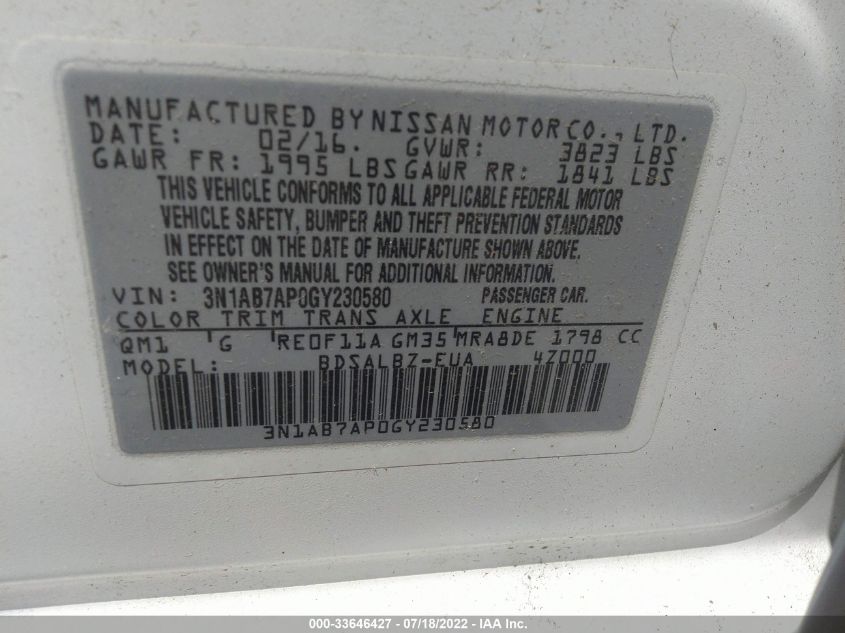 MANUFACTURED BY NISSAN MOTOR CO., LTD.
DATE: 02/16. GVWR: 3823 LBS
GAWR FR: 1995 LBS GAWR RR: 1841 LBS
THIS VEHICLE CONFORMS TO ALL APPLICABLE FEDERAL MOTOR
VEHICLE SAFETY, BUMPER AND THEFT PREVENTION STANDARDS
IN EFFECT ON THE DATE OF MANUFACTURE SHOWN ABOVE.
SEE OWNER'S MANUAL FOR ADDITIONAL INFORMATION.
VIN: 3N1AB7AP0GY230580 PASSENGER CAR.
COLOR TRIM TRANS AXLE ENGINE
QM1 G RE0F11A GM35 MRA8DE 1798 CC
MODEL: BDSALBZ-EUA 4Z000
3N1AB7AP0GY230580
000-33646427 - 07/18/2022 - IAA Inc.